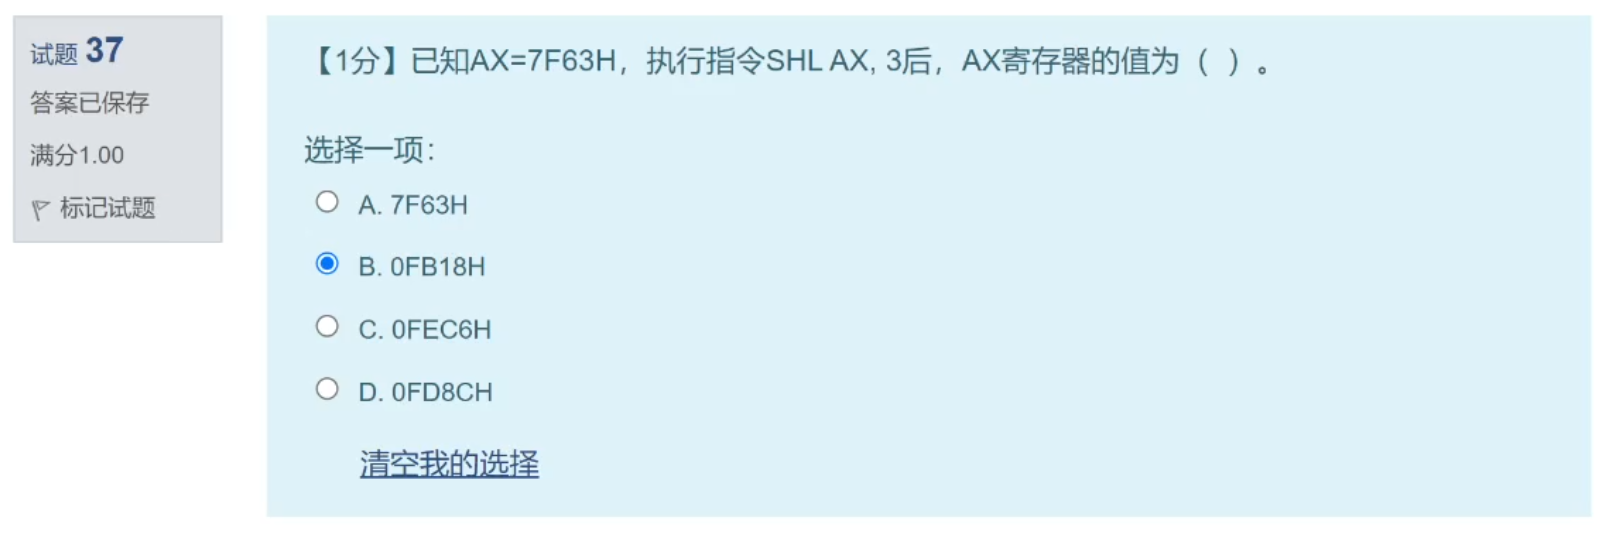 试题 37
答案已保存
满分1.00
标记试题
【1分】已知AX=7F63H，执行指令SHL AX, 3后，AX寄存器的值为（ ）。
选择一项：
A. 7F63H
B. 0FB18H
C. 0FEC6H
D. 0FD8CH
清空我的选择